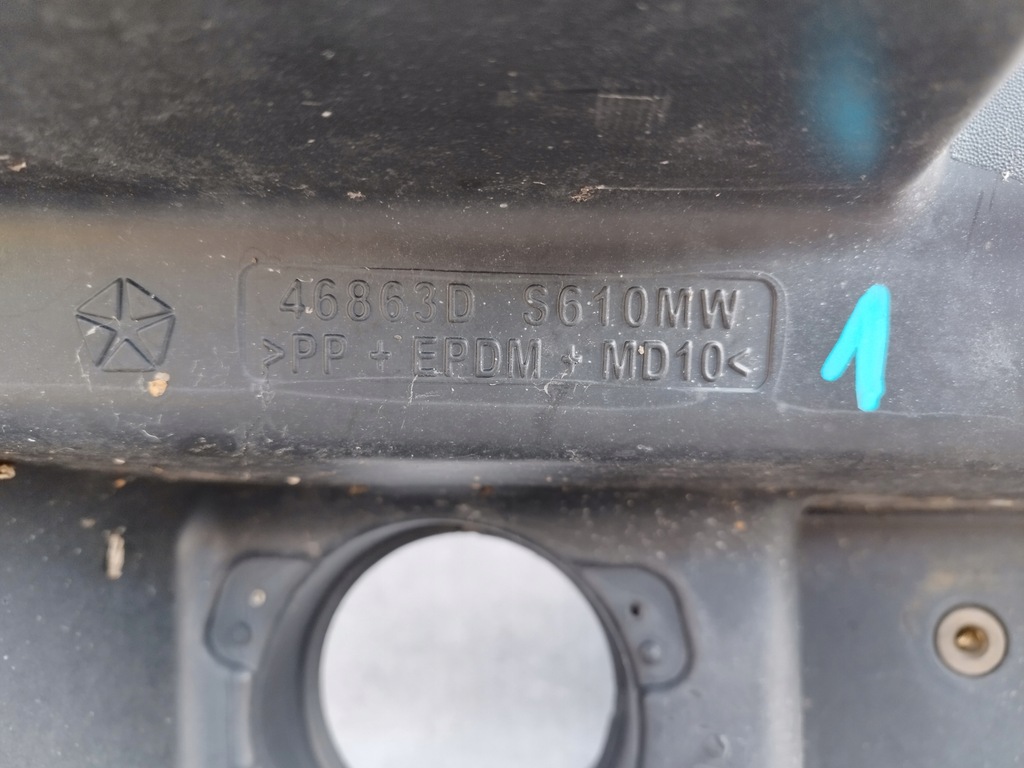 46863D S610MW
>PP + EPDM + MD10<
1